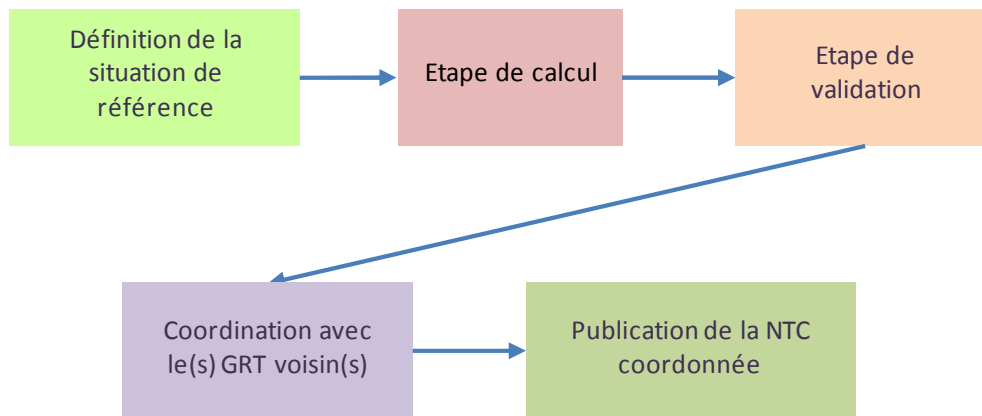 Définition de la
situation de
référence
Etape de calcul
Etape de
validation
Coordination avec
le(s) GRT voisin(s)
Publication de la NTC
coordonnée